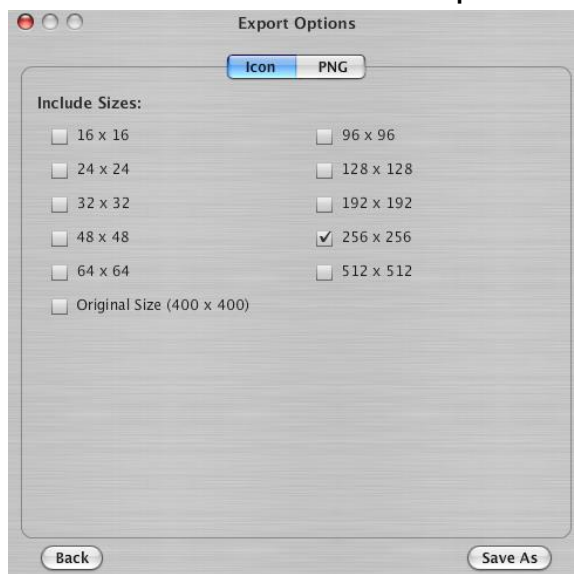 Export Options
Icon PNG
Include Sizes:
16 x 16 96 x 96
24 x 24 128 x 128
32 x 32 192 x 192
48 x 48 256 x 256
64 x 64 512 x 512
Original Size (400 x 400)
Back Save As